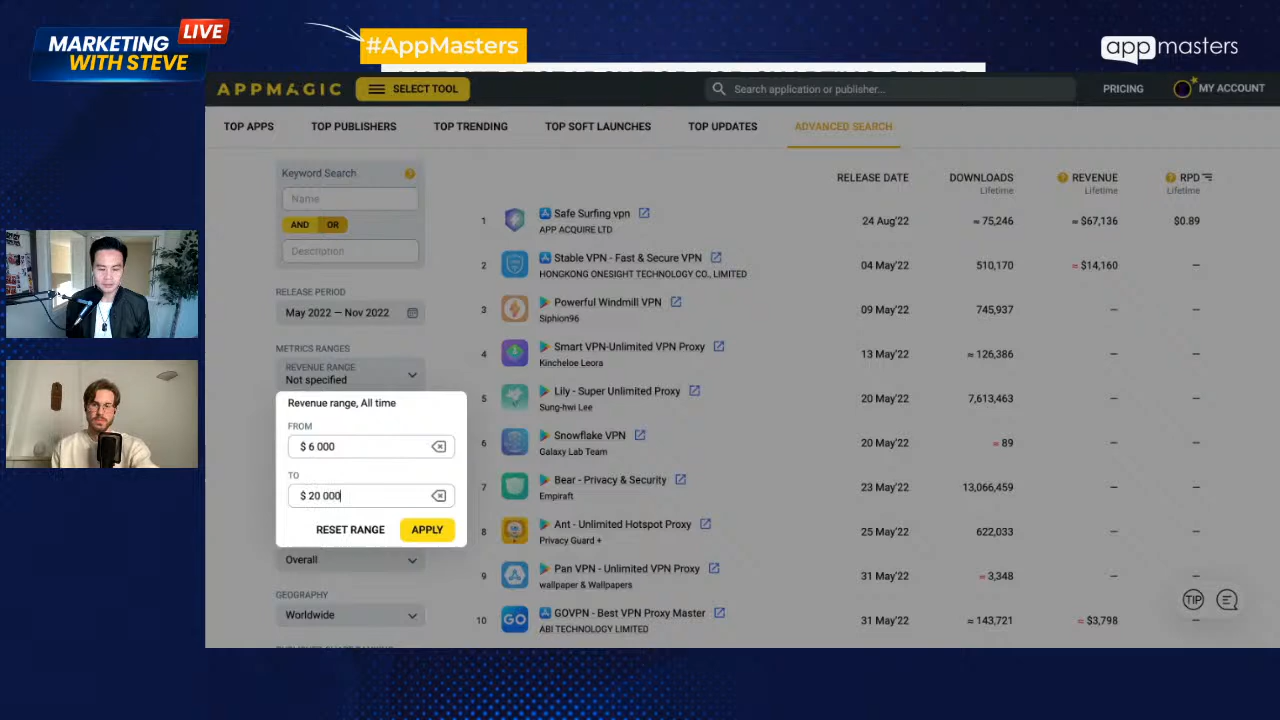 MARKETING LIVE
WITH STEVE
#AppMasters
appmasters
APPMAGIC
SELECT TOOL
Search application or publisher...
PRICING
MY ACCOUNT
TOP APPS
TOP PUBLISHERS
TOP TRENDING
TOP SOFT LAUNCHES
TOP UPDATES
ADVANCED SEARCH
Keyword Search ?
Name
AND OR
Description
RELEASE PERIOD
May 2022 — Nov 2022
METRICS RANGES
REVENUE RANGE
Not specified
Revenue range, All time
FROM
$ 6 000
TO
$ 20 000
RESET RANGE APPLY
Overall
GEOGRAPHY
Worldwide
RELEASE DATE DOWNLOADS ? REVENUE ? RPD
Lifetime Lifetime Lifetime
1 Safe Surfing vpn 24 Aug'22 ≈ 75,246 ≈ $67,136 $0.89
APP ACQUIRE LTD
2 Stable VPN - Fast & Secure VPN 04 May'22 510,170 ≈ $14,160 —
HONGKONG ONESIGHT TECHNOLOGY CO., LIMITED
3 Powerful Windmill VPN 09 May'22 745,937 — —
Siphion96
4 Smart VPN-Unlimited VPN Proxy 13 May'22 ≈ 126,386 — —
Kincheloe Leora
5 Lily - Super Unlimited Proxy 20 May'22 7,613,463 — —
Sung-hwi Lee
6 Snowflake VPN 20 May'22 ≈ 89 — —
Galaxy Lab Team
7 Bear - Privacy & Security 23 May'22 13,066,459 — —
Empiraft
8 Ant - Unlimited Hotspot Proxy 25 May'22 622,033 — —
Privacy Guard +
9 Pan VPN - Unlimited VPN Proxy 31 May'22 ≈ 3,348 — —
wallpaper & Wallpapers
10 GO GOVPN - Best VPN Proxy Master 31 May'22 ≈ 143,721 ≈ $3,798 —
ABI TECHNOLOGY LIMITED
TIP